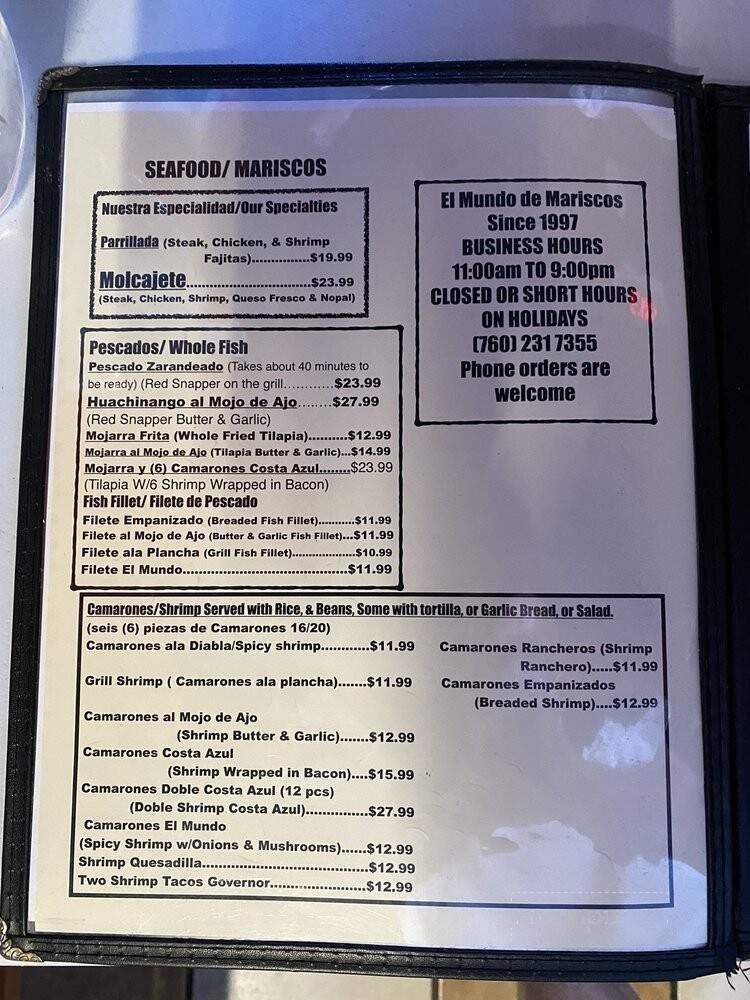 SEAFOOD/ MARISCOS
Nuestra Especialidad/Our Specialties
Parrillada (Steak, Chicken, & Shrimp
Fajitas)...............$19.99
Molcajete..............................$23.99
(Steak, Chicken, Shrimp, Queso Fresco & Nopal)
El Mundo de Mariscos
Since 1997
BUSINESS HOURS
11:00am TO 9:00pm
CLOSED OR SHORT HOURS
ON HOLIDAYS
(760) 231 7355
Phone orders are
welcome
Pescados/ Whole Fish
Pescado Zarandeado (Takes about 40 minutes to
be ready) (Red Snapper on the grill............$23.99
Huachinango al Mojo de Ajo........$27.99
(Red Snapper Butter & Garlic)
Mojarra Frita (Whole Fried Tilapia)..........$12.99
Mojarra al Mojo de Ajo (Tilapia Butter & Garlic)...$14.99
Mojarra y (6) Camarones Costa Azul........$23.99
(Tilapia W/6 Shrimp Wrapped in Bacon)
Fish Fillet/ Filete de Pescado
Filete Empanizado (Breaded Fish Fillet)...........$11.99
Filete al Mojo de Ajo (Butter & Garlic Fish Fillet)...$11.99
Filete ala Plancha (Grill Fish Fillet)...................$10.99
Filete El Mundo..........................................$11.99
Camarones/Shrimp Served with Rice, & Beans, Some with tortilla, or Garlic Bread, or Salad.
(seis (6) piezas de Camarones 16/20)
Camarones ala Diabla/Spicy shrimp............$11.99
Grill Shrimp ( Camarones ala plancha).......$11.99
Camarones al Mojo de Ajo
(Shrimp Butter & Garlic).......$12.99
Camarones Costa Azul
(Shrimp Wrapped in Bacon)....$15.99
Camarones Doble Costa Azul (12 pcs)
(Doble Shrimp Costa Azul)...............$27.99
Camarones El Mundo
(Spicy Shrimp w/Onions & Mushrooms)......$12.99
Shrimp Quesadilla.........................................$12.99
Two Shrimp Tacos Governor........................$12.99
Camarones Rancheros (Shrimp
Ranchero).....$11.99
Camarones Empanizados
(Breaded Shrimp)....$12.99